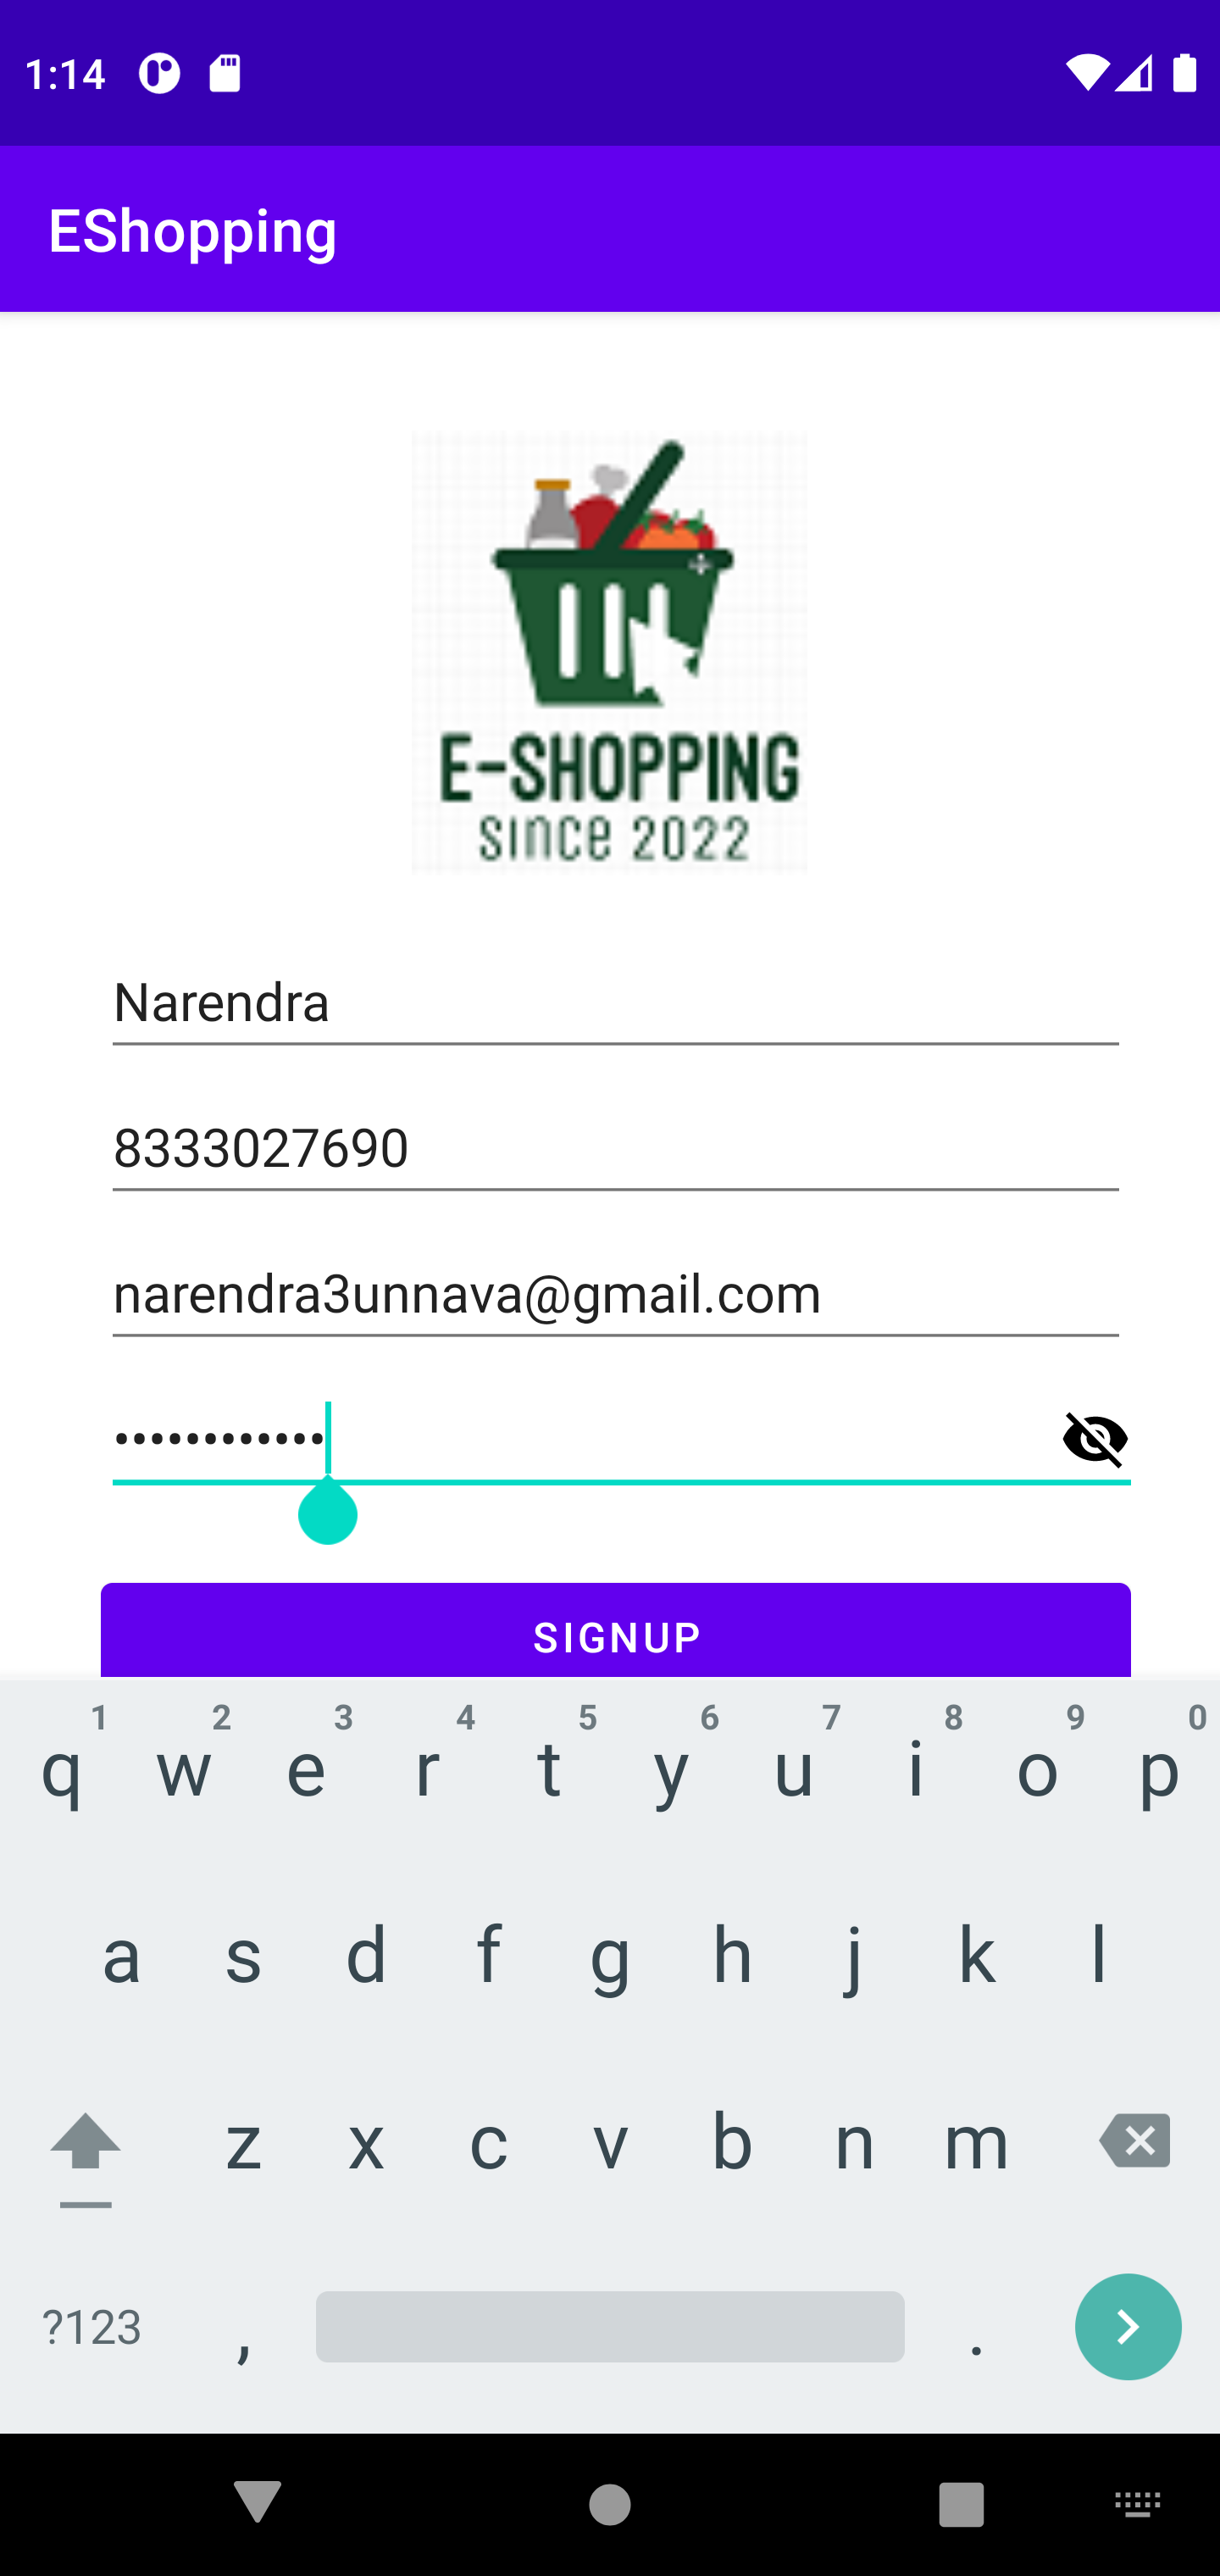 1:14
EShopping
E-SHOPPING
since 2022
Narendra
8333027690
narendra3unnava@gmail.com
••••••••••••
SIGNUP
1 2 3 4 5 6 7 8 9 0
q w e r t y u i o p
a s d f g h j k l
z x c v b n m
?123 , .